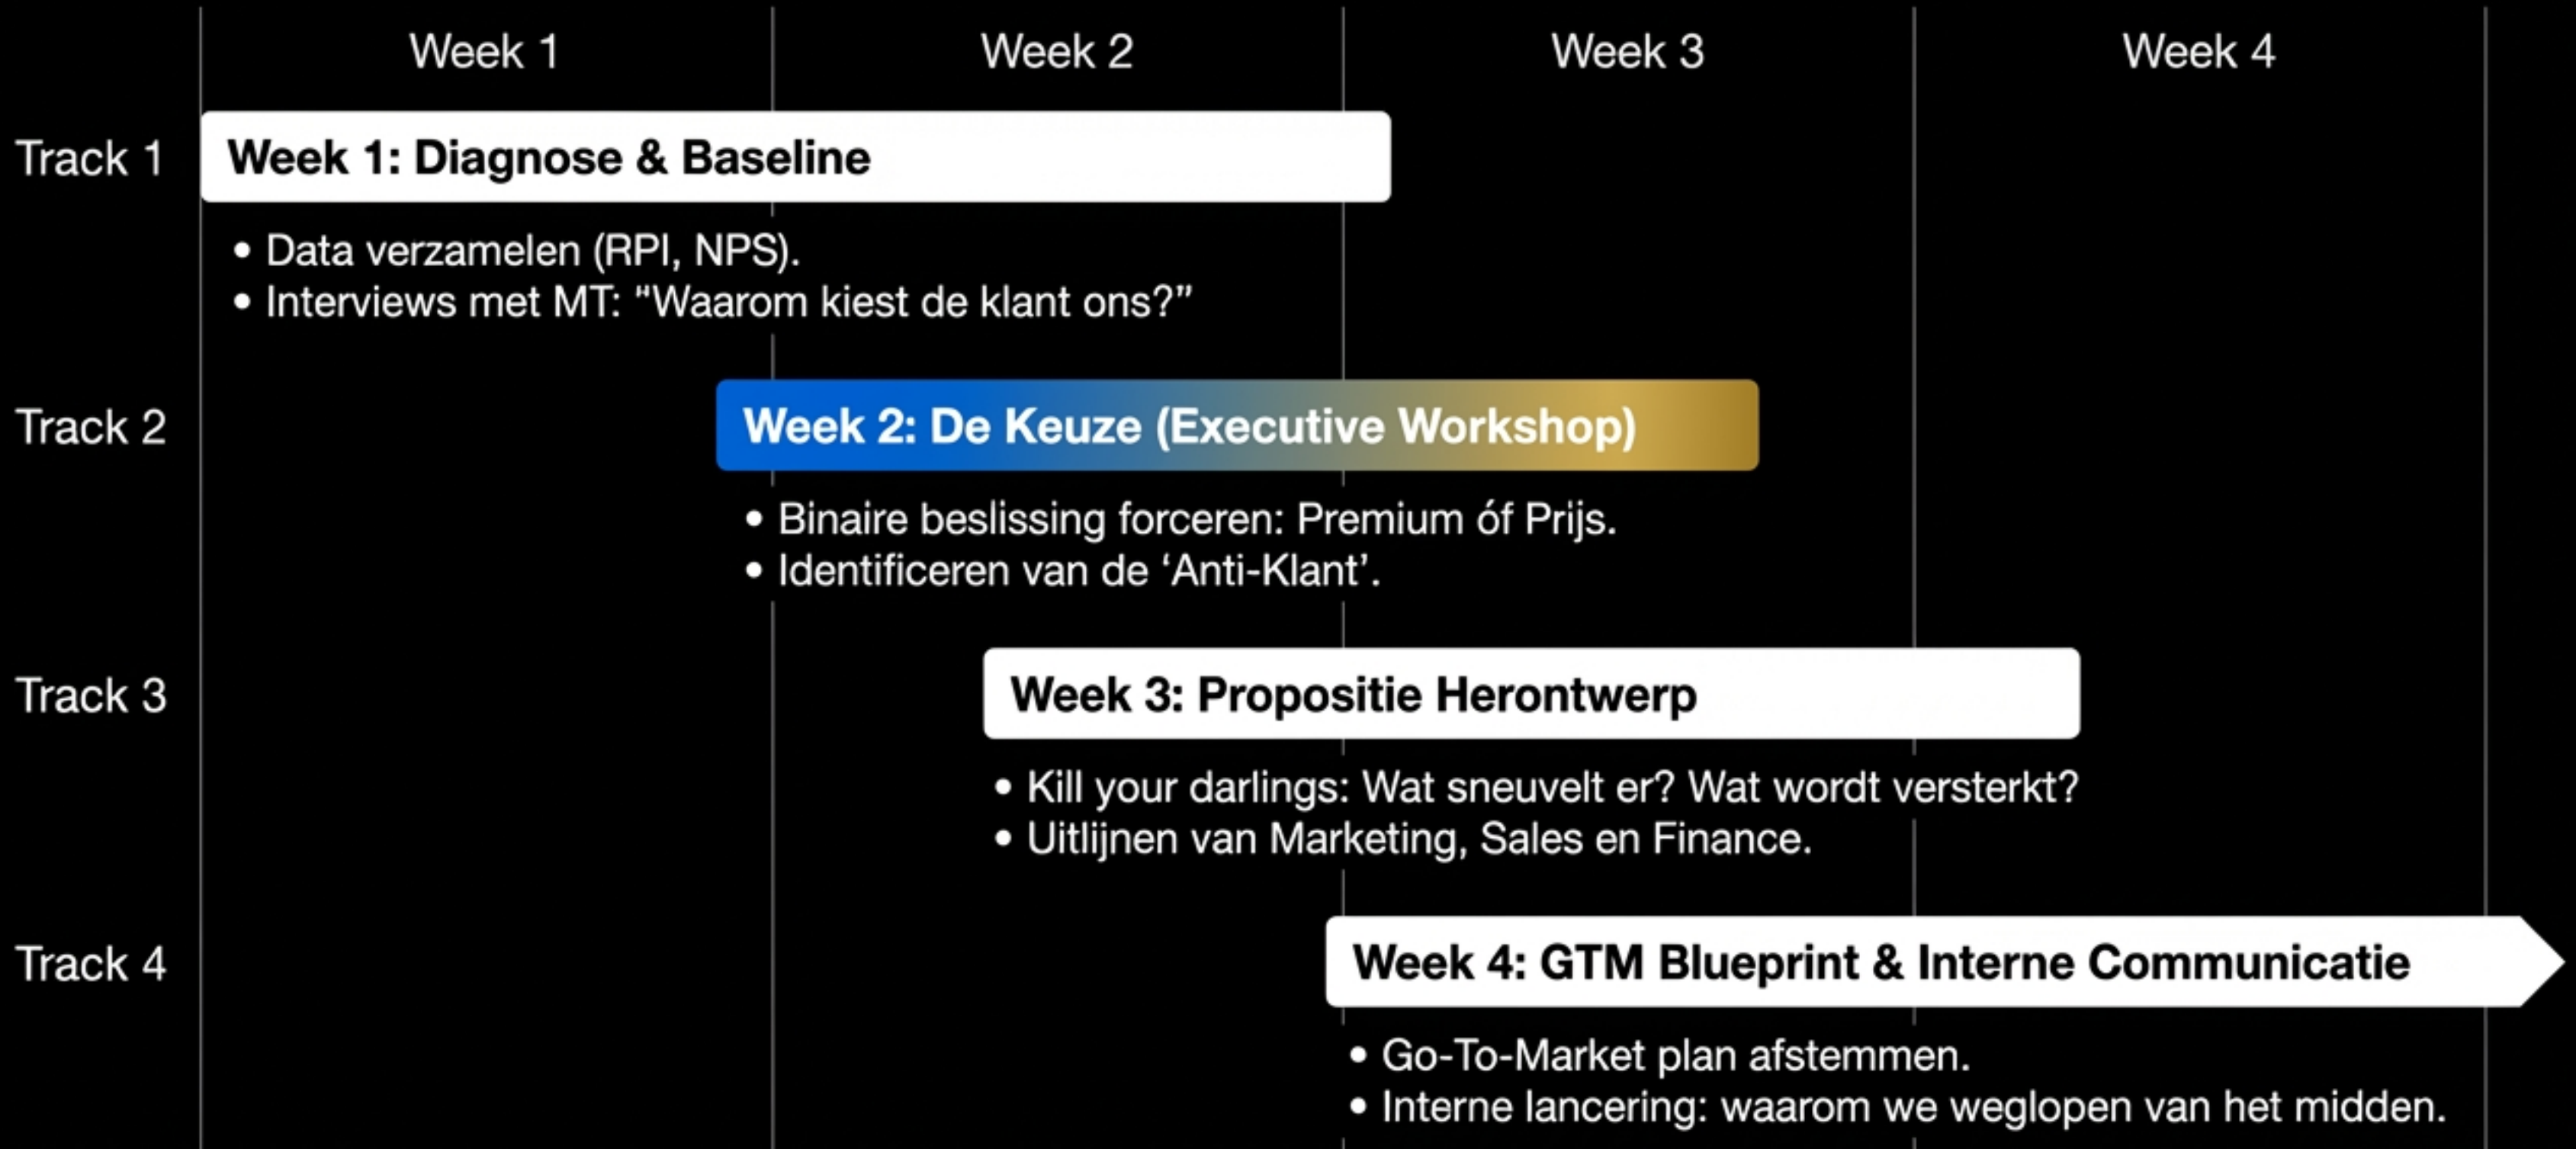 Week 1
Week 2
Week 3
Week 4
Track 1
Week 1: Diagnose & Baseline
• Data verzamelen (RPI, NPS).
• Interviews met MT: "Waarom kiest de klant ons?”
Track 2
Week 2: De Keuze (Executive Workshop)
• Binaire beslissing forceren: Premium óf Prijs.
• Identificeren van de ‘Anti-Klant’.
Track 3
Week 3: Propositie Herontwerp
• Kill your darlings: Wat sneuvelt er? Wat wordt versterkt?
• Uitlijnen van Marketing, Sales en Finance.
Track 4
Week 4: GTM Blueprint & Interne Communicatie
• Go-To-Market plan afstemmen.
• Interne lancering: waarom we weglopen van het midden.